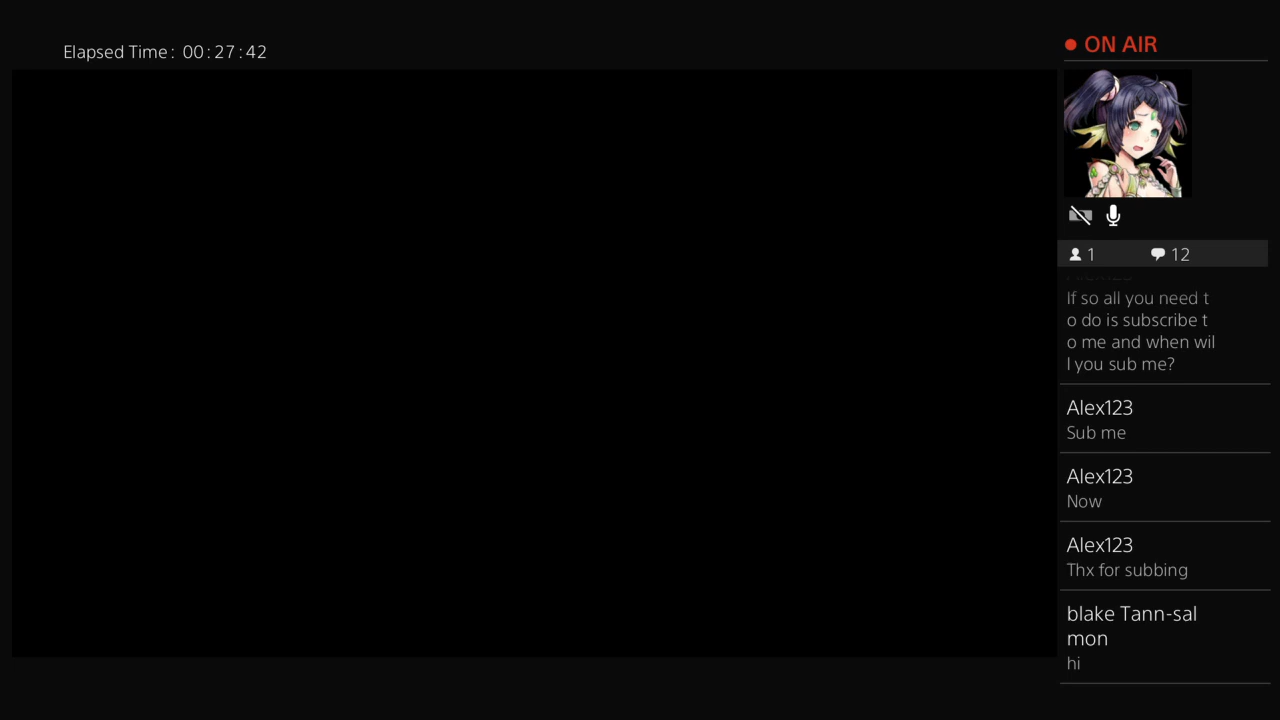 Elapsed Time: 00:27:42
ON AIR
1
12
If so all you need t
o do is subscribe t
o me and when wil
l you sub me?
Alex123
Sub me
Alex123
Now
Alex123
Thx for subbing
blake Tann-sal
mon
hi